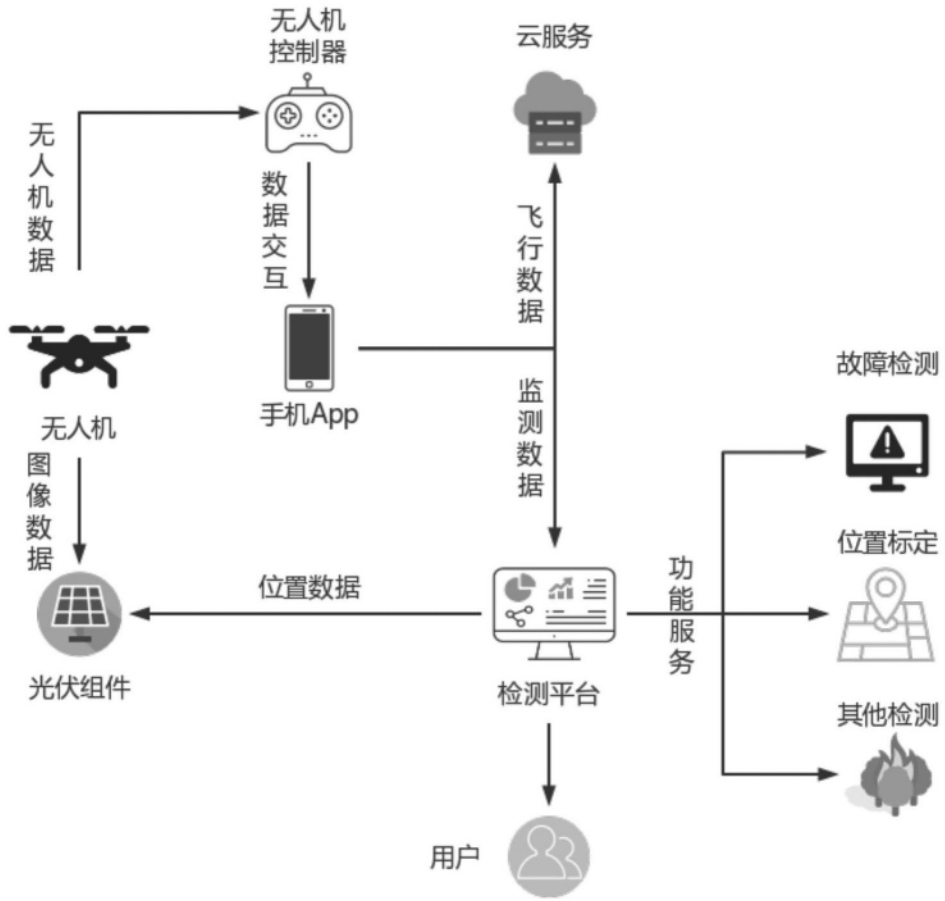 无人机
控制器
云服务
无人机数据
数据交互
飞行数据
手机App
无人机
监测数据
故障检测
图像数据
位置标定
位置数据
功能服务
光伏组件
检测平台
其他检测
用户